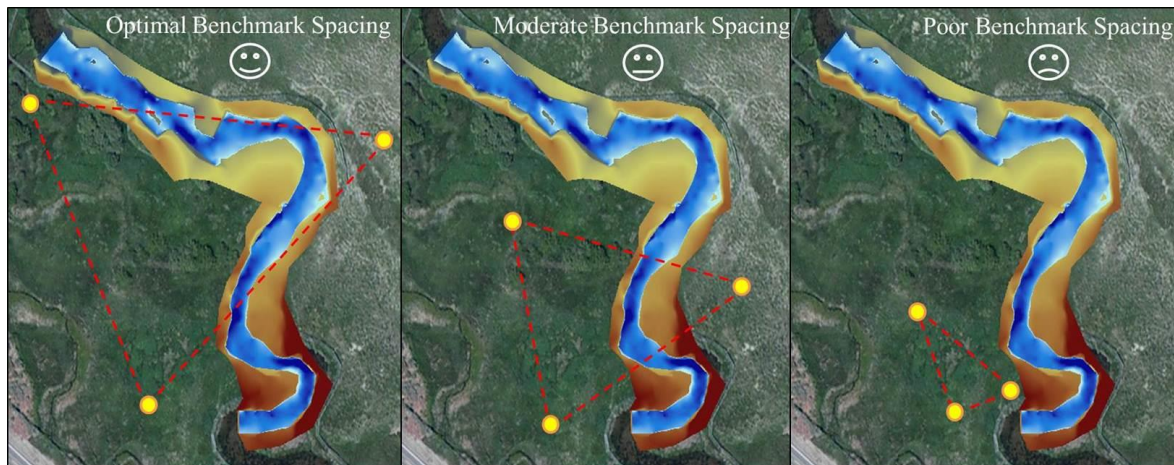 Optimal Benchmark Spacing
Moderate Benchmark Spacing
Poor Benchmark Spacing